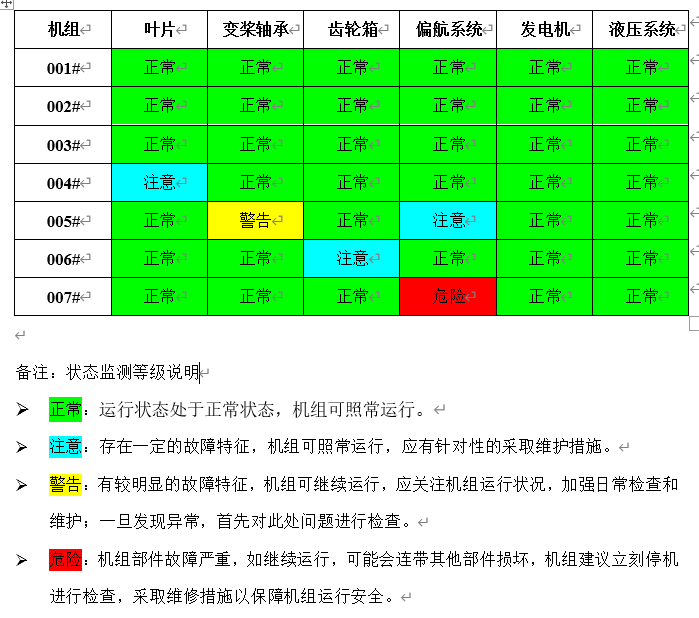 机组 叶片 变桨轴承 齿轮箱 偏航系统 发电机 液压系统
001# 正常 正常 正常 正常 正常 正常
002# 正常 正常 正常 正常 正常 正常
003# 正常 正常 正常 正常 正常 正常
004# 注意 正常 正常 正常 正常 正常
005# 正常 警告 正常 注意 正常 正常
006# 正常 正常 注意 正常 正常 正常
007# 正常 正常 正常 危险 正常 正常
备注：状态监测等级说明
正常：运行状态处于正常状态，机组可照常运行。
注意：存在一定的故障特征，机组可照常运行，应有针对性的采取维护措施。
警告：有较明显的故障特征，机组可继续运行，应关注机组运行状况，加强日常检查和
维护；一旦发现异常，首先对此处问题进行检查。
危险：机组部件故障严重，如继续运行，可能会连带其他部件损坏，机组建议立刻停机
进行检查，采取维修措施以保障机组运行安全。